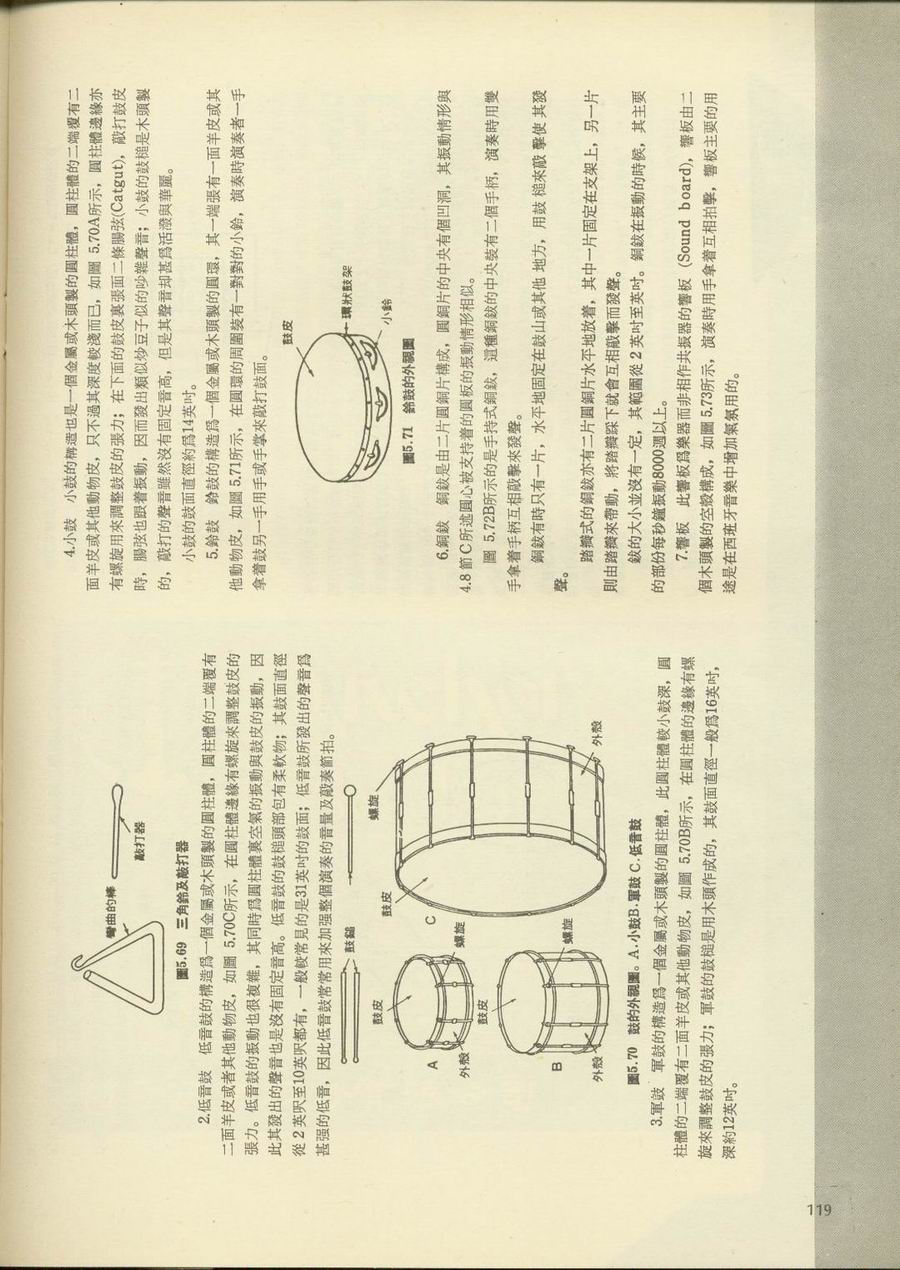 彎曲的棒
敲打器
圖5.69 三角鈴及敲打器
2.低音鼓 低音鼓的構造爲一個金屬或木頭製的圓柱體，圓柱體的二端覆有
二面羊皮或者其他動物皮，如圖 5.70C所示，在圓柱體邊緣有螺旋來調整鼓皮的
張力。低音鼓的振動也很複雜，其同時爲圓柱體裏空氣的振動與鼓皮的振動，因
此其發出的聲音也是沒有固定音高。低音鼓的鼓槌頭部包有柔軟物；其鼓面直徑
從 2 英呎至10英呎都有，一般較常見的是31英吋的鼓面；低音鼓所發出的聲音爲
甚强的低音，因此低音鼓常常用來加强整個演奏的音量及敲奏節拍。
鼓鎚
鼓皮
A
螺旋
外殼
鼓皮
B
螺旋
外殼
鼓皮
螺旋
C
外殼
圖5.70 鼓的外視圖。A.小鼓B.軍鼓 C.低音鼓
3.軍鼓 軍鼓的構造爲一個金屬或木頭製的圓柱體，此圓柱體較小鼓深，圓
柱體的二端覆有二面羊皮或其他動物皮，如圖 5.70B所示，在圓柱體的邊緣有螺
旋來調整鼓皮的張力；軍鼓的鼓槌是用木頭作成的，其鼓面直徑一般爲16英吋，
深約12英吋。
4.小鼓 小鼓的構造也是一個金屬或木頭製的圓柱體，圓柱體的二端覆有二
面羊皮或其他動物皮，只不過其深度較淺而已，如圖 5.70A所示，圓柱體邊緣亦
有螺旋用來調整鼓皮的張力；在下面的鼓皮裏張面二條腸弦(Catgut)，敲打鼓皮
時，腸弦也跟着振動，因而發出類似炒豆子似的吵雜聲音；小鼓的鼓槌是木頭製
的，敲打的聲音雖然沒有固定音高，但是其聲音却甚爲活潑與華麗。
小鼓的鼓面直徑約爲14英吋。
5.鈴鼓 鈴鼓的構造爲一個金屬或木頭製的圓環，其一端張有一面羊皮或其
他動物皮，如圖 5.71所示，在圓環的周圍裝有一對對的小鈴，演奏時演奏者一手
拿着鼓另一手用手或手掌來敲打鼓面。
鼓皮
環狀鼓架
小鈴
圖5.71 鈴鼓的外視圖
6.銅鈸 銅鈸是由二片圓銅片構成，圓銅片的中央有個凹洞，其振動情形與
4.8 節C所述圓心被支持着的圓板的振動情形相似。
圖 5.72B所示的是手持式銅鈸，這種銅鈸的中央裝有二個手柄，演奏時用雙
手拿着手柄互相敲擊來發聲。
銅鈸有時只有一片，水平地固定在鼓山或其他 地方，用鼓 槌來敲 擊使 其發
聲。
踏瓣式的銅鈸亦有二片圓銅片水平地放着，其中一片固定在支架上，另一片
則由踏瓣來帶動，將踏瓣踩下就會互相敲擊而發聲。
鈸的大小並沒有一定，其範圍從 2 英吋至英吋。銅鈸在振動的時候，其主要
的部份每秒鐘振動8000週以上。
7.響板 此響板爲樂器而非相作共振器的響板 (Sound board)，響板由二
個木頭製的空殼構成，如圖 5.73所示，演奏時用手拿着互相拍擊，響板主要的用
途是在西班牙音樂中增加氣氛用的。
119